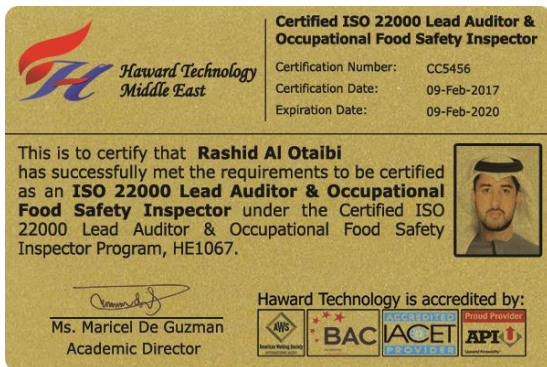 Certified ISO 22000 Lead Auditor &
Occupational Food Safety Inspector
Haward Technology
Middle East
Certification Number: CC5456
Certification Date: 09-Feb-2017
Expiration Date: 09-Feb-2020
This is to certify that Rashid Al Otaibi
has successfully met the requirements to be certified
as an ISO 22000 Lead Auditor & Occupational
Food Safety Inspector under the Certified ISO
22000 Lead Auditor & Occupational Food Safety
Inspector Program, HE1067.
Ms. Maricel De Guzman
Academic Director
Haward Technology is accredited by:
AWS
American Welding Society
BAC
ACCREDITED
IACET
PROVIDER
Proud Provider
API